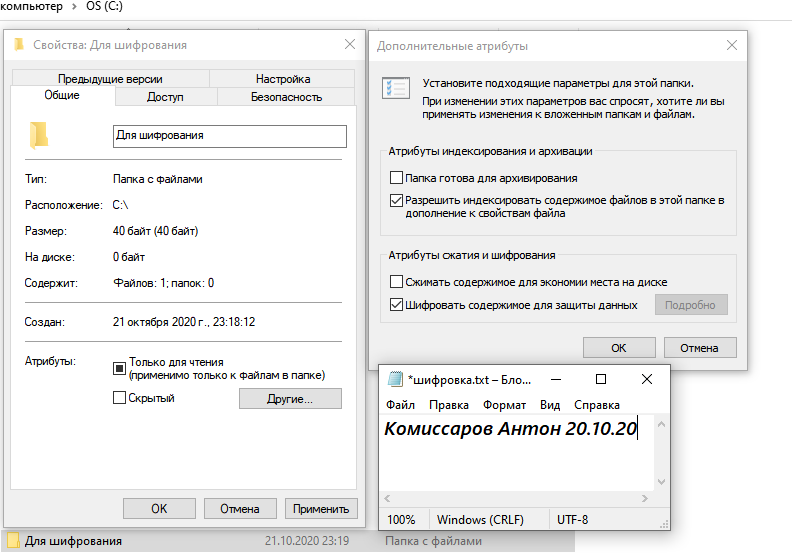 компьютер > OS (C:)
Свойства: Для шифрования
Предыдущие версии
Настройка
Общие
Доступ
Безопасность
Для шифрования
Тип: Папка с файлами
Расположение: C:\
Размер: 40 байт (40 байт)
На диске: 0 байт
Содержит: Файлов: 1; папок: 0
Создан: 21 октября 2020 г., 23:18:12
Атрибуты: Только для чтения
(применимо только к файлам в папке)
Скрытый
Другие...
ОК
Отмена
Применить
Дополнительные атрибуты
Установите подходящие параметры для этой папки.
При изменении этих параметров вас спросят, хотите ли вы
применять изменения к вложенным папкам и файлам.
Атрибуты индексирования и архивации
Папка готова для архивирования
Разрешить индексировать содержимое файлов в этой папке в
дополнение к свойствам файла
Атрибуты сжатия и шифрования
Сжимать содержимое для экономии места на диске
Шифровать содержимое для защиты данных
Подробно
ОК
Отмена
*шифровка.txt – Бло...
Файл Правка Формат Вид Справка
Комиссаров Антон 20.10.20
100% Windows (CRLF) UTF-8
Для шифрования 21.10.2020 23:19 Папка с файлами